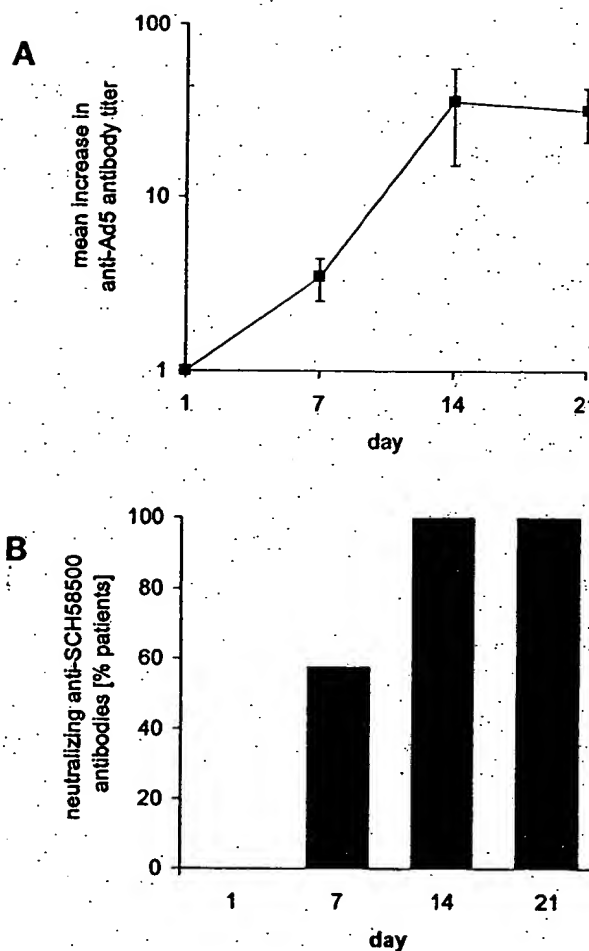 A
mean increase in
anti-Ad5 antibody titer
100
10
1
1 7 14 2
day
B
neutralizing anti-SCH58500
antibodies [% patients]
100
80
60
40
20
0
1 7 14 21
day